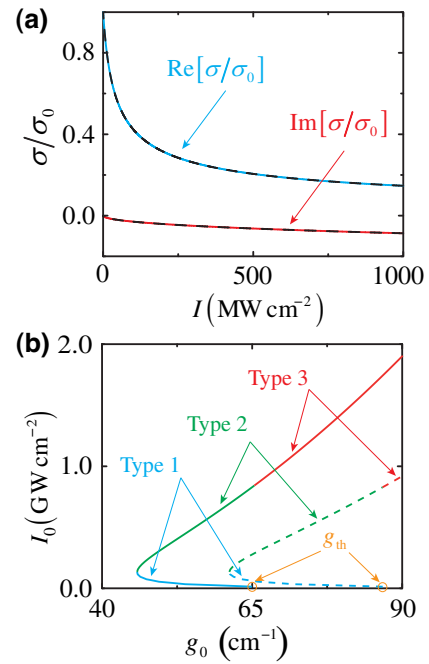 (a)
0.8
0.4
0.0
σ/σ₀
Re[σ/σ₀]
Im[σ/σ₀]
0 500 1000
I (MW cm⁻²)
(b)
2.0
1.0
0.0
I₀(GW cm⁻²)
Type 3
Type 2
Type 1
g_th
40 65 90
g₀ (cm⁻¹)